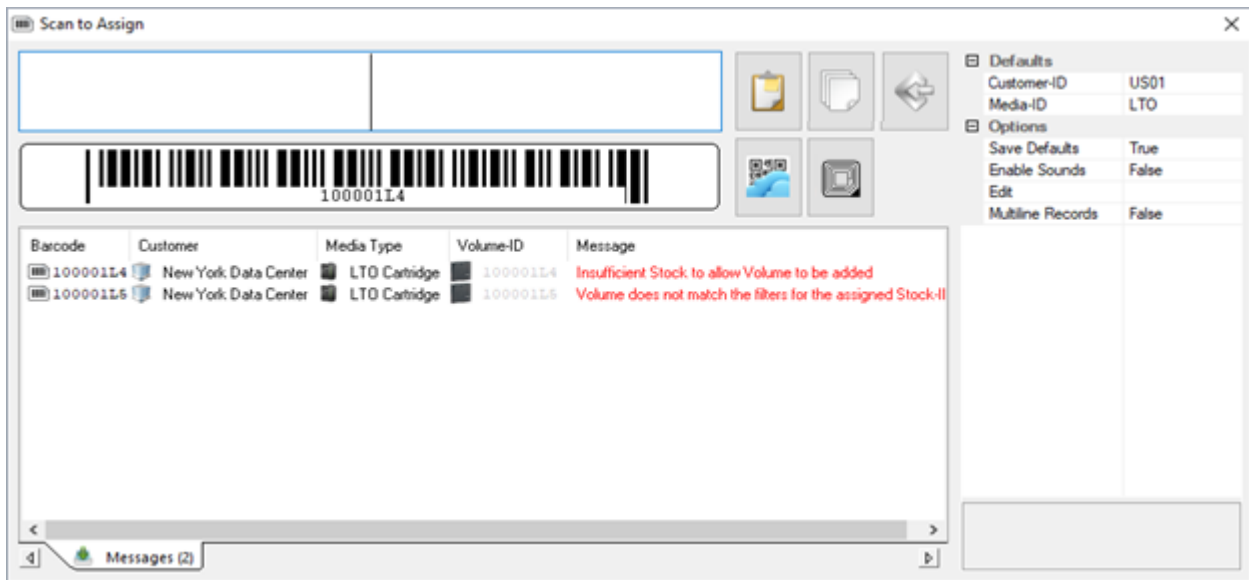 Scan to Assign
100001L4
Defaults
Customer-ID US01
Media-ID LTO
Options
Save Defaults True
Enable Sounds False
Edit
Multiline Records False
Barcode Customer Media Type Volume-ID Message
100001L4 New York Data Center LTO Cartridge 100001L4 Insufficient Stock to allow Volume to be added
100001L5 New York Data Center LTO Cartridge 100001L5 Volume does not match the filters for the assigned Stock-II
Messages (2)